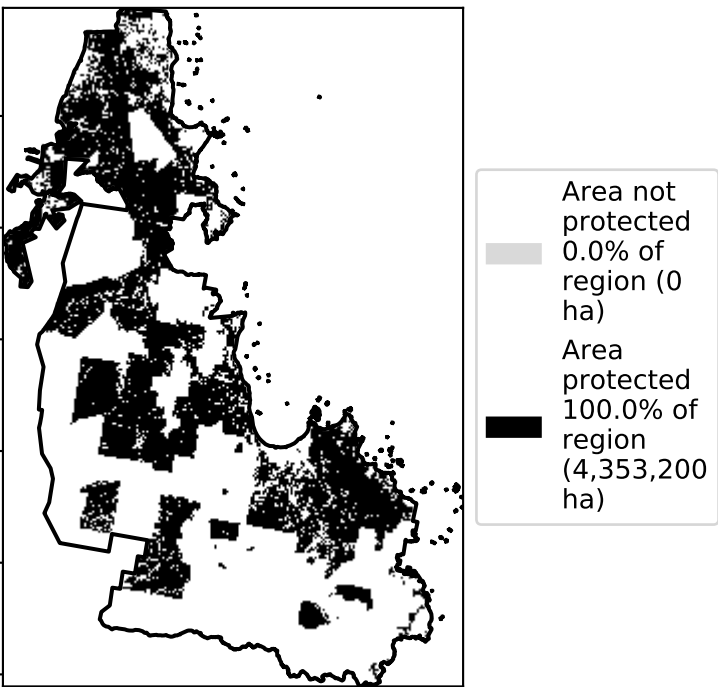 Area not
protected
0.0% of
region (0
ha)
Area
protected
100.0% of
region
(4,353,200
ha)